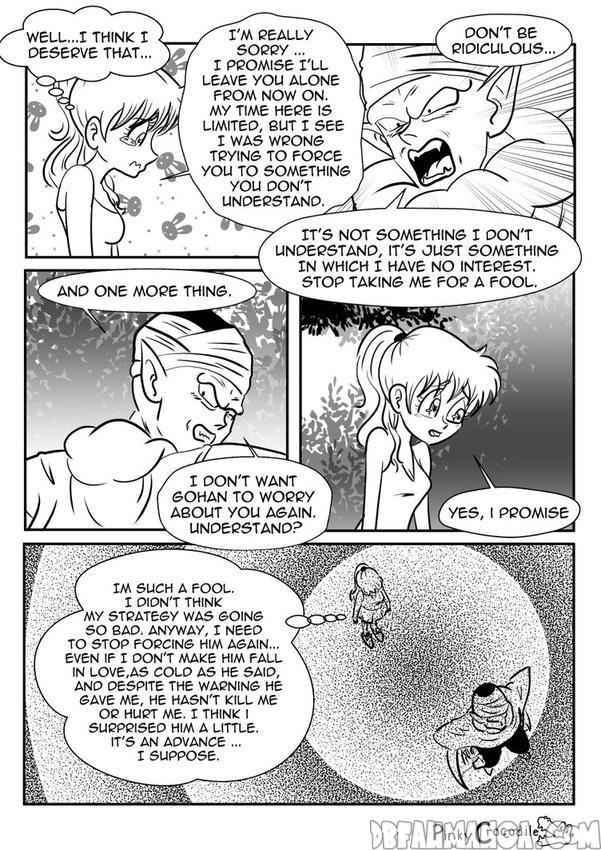 WELL...I THINK I
DESERVE THAT...
I'M REALLY
SORRY ...
I PROMISE I'LL
LEAVE YOU ALONE
FROM NOW ON.
MY TIME HERE IS
LIMITED, BUT I SEE
I WAS WRONG
TRYING TO FORCE
YOU TO SOMETHING
YOU DON'T
UNDERSTAND.
DON'T BE
RIDICULOUS...
IT'S NOT SOMETHING I DON'T
UNDERSTAND, IT'S JUST SOMETHING
IN WHICH I HAVE NO INTEREST.
STOP TAKING ME FOR A FOOL.
AND ONE MORE THING.
I DON'T WANT
GOHAN TO WORRY
ABOUT YOU AGAIN.
UNDERSTAND?
YES, I PROMISE
IM SUCH A FOOL.
I DIDN'T THINK
MY STRATEGY WAS GOING
SO BAD. ANYWAY, I NEED
TO STOP FORCING HIM AGAIN...
EVEN IF I DON'T MAKE HIM FALL
IN LOVE,AS COLD AS HE SAID,
AND DESPITE THE WARNING HE
GAVE ME, HE HASN'T KILL ME
OR HURT ME. I THINK I
SURPRISED HIM A LITTLE.
IT'S AN ADVANCE ...
I SUPPOSE.
Pinky Crocodile
DBFANMANGA.COM